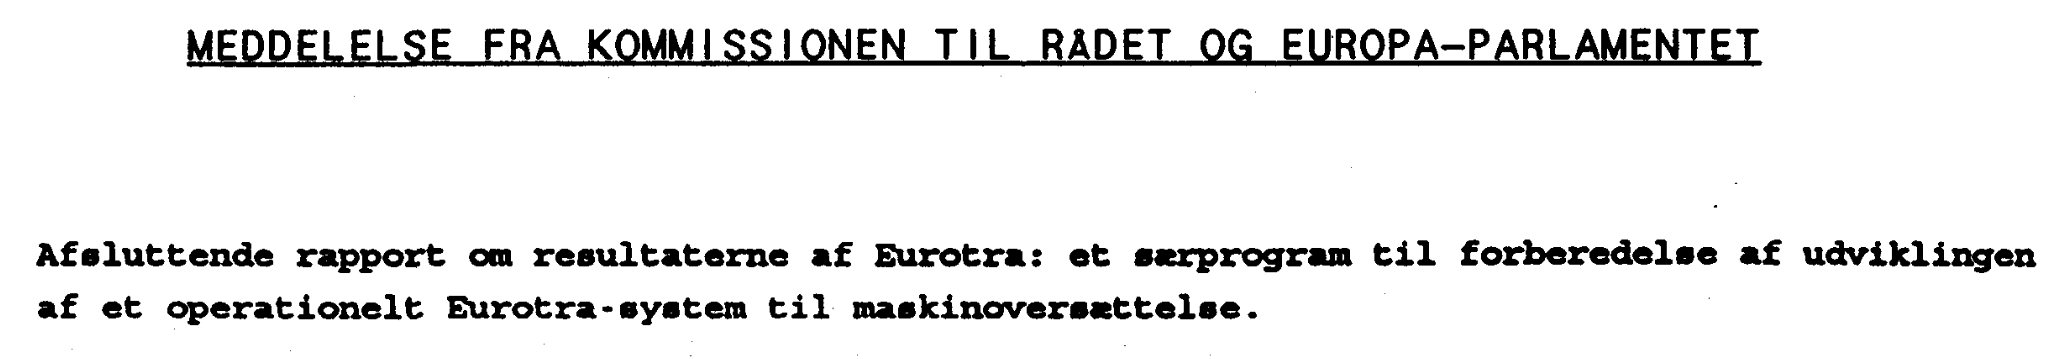 MEDDELELSE FRA KOMMISSIONEN TIL RÅDET OG EUROPA-PARLAMENTET
Afsluttende rapport om resultaterne af Eurotra: et særprogram til forberedelse af udviklingen
af et operationelt Eurotra-system til maskinoversættelse.